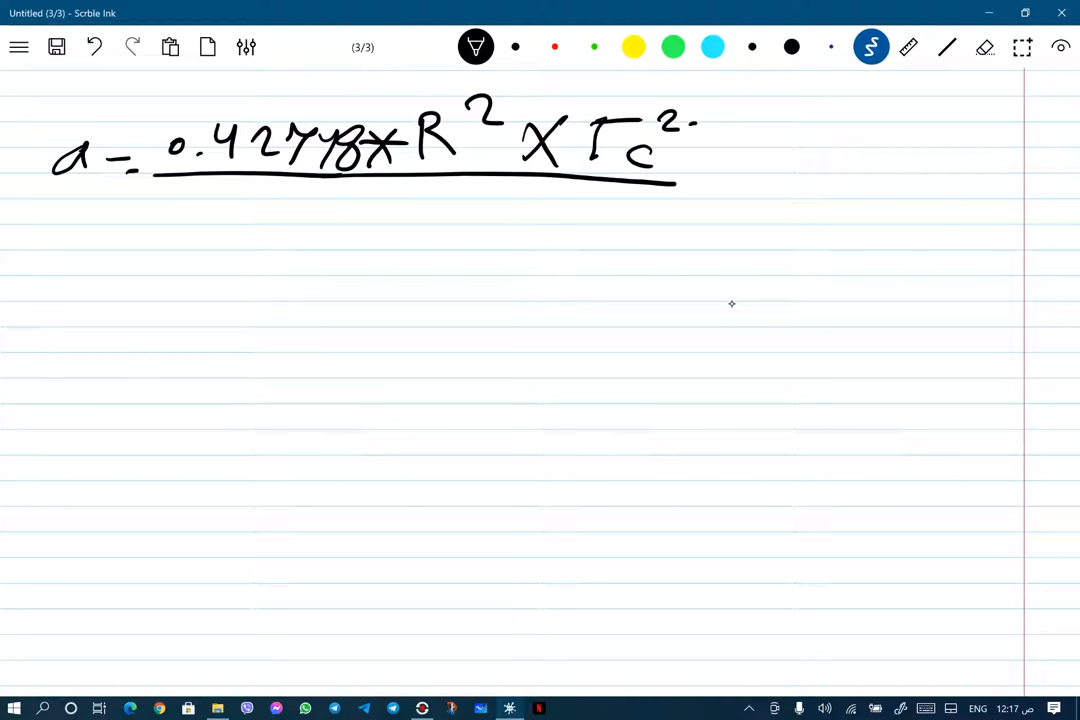 Untitled (3/3) - Scrble Ink
(3/3)
a = 0.42748 * R² X Tc²·
ENG 12:17 ص